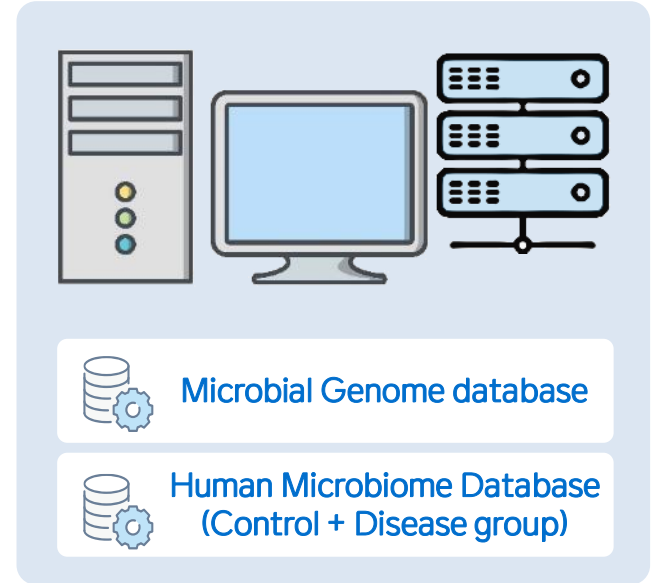 Microbial Genome database
Human Microbiome Database
(Control + Disease group)